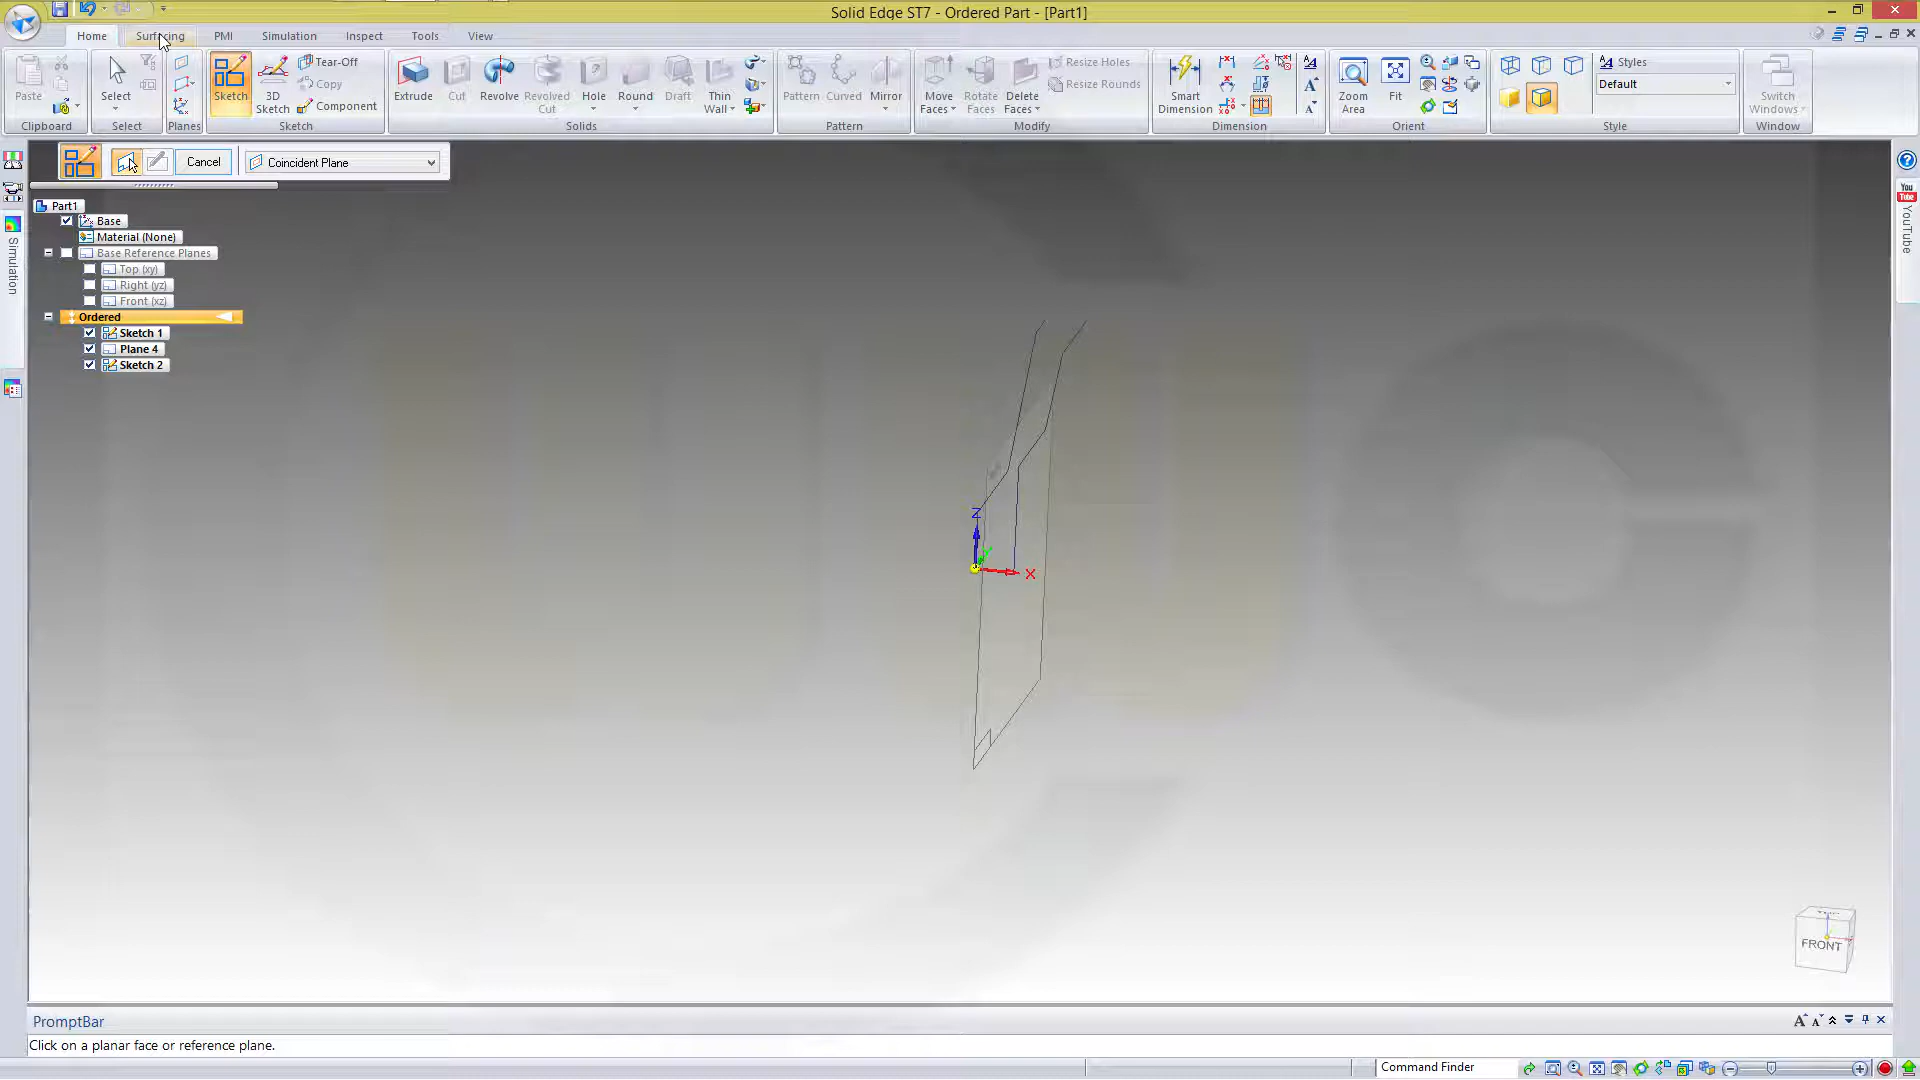 Solid Edge ST7 - Ordered Part - [Part1]
Home Surfacing PMI Simulation Inspect Tools View
Paste
Select
Sketch
3D Sketch
Tear-Off
Copy
Component
Extrude
Cut
Revolve
Revolved Cut
Hole
Round
Draft
Thin Wall
Pattern
Curved
Mirror
Move Faces
Rotate Faces
Delete Faces
Resize Holes
Resize Rounds
Smart Dimension
Zoom Area
Fit
Styles
Default
Switch Windows
Clipboard Select Planes Sketch Solids Pattern Modify Dimension Orient Style Window
Cancel
Coincident Plane
Part1
Base
Material (None)
Base Reference Planes
Top (xy)
Right (yz)
Front (xz)
Ordered
Sketch 1
Plane 4
Sketch 2
Simulation
You Tube
YouTube
Z
Y
X
FRONT
PromptBar
Click on a planar face or reference plane.
Command Finder